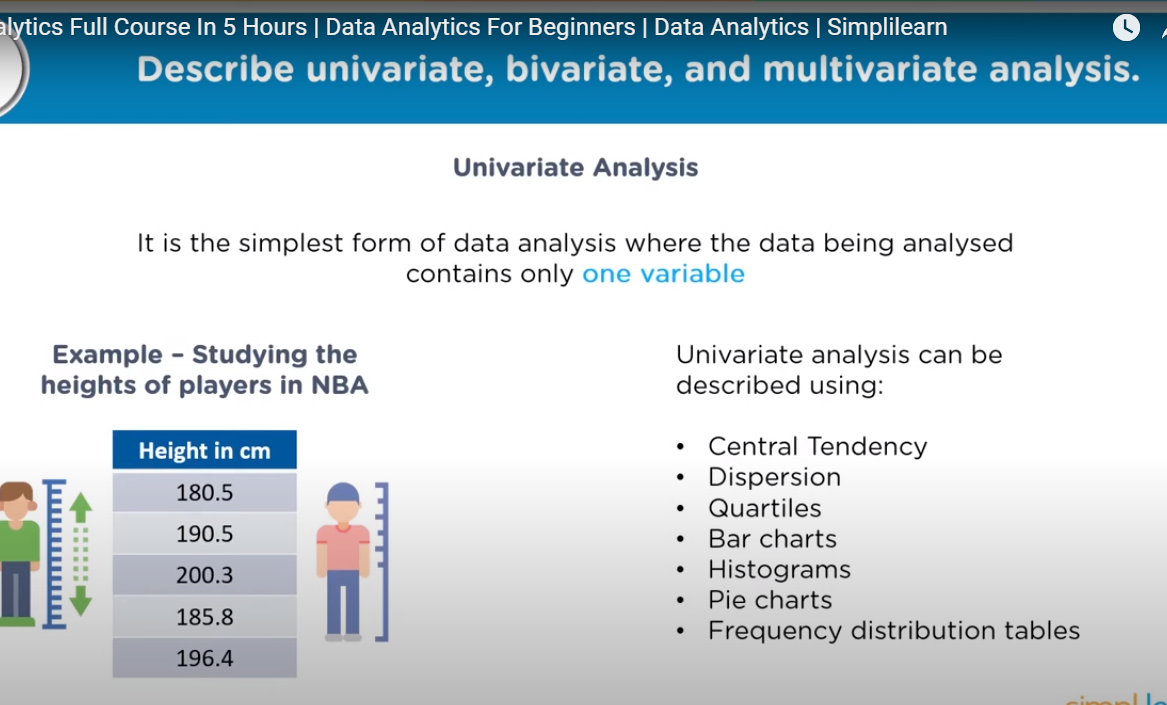 Full Course In 5 Hours | Data Analytics For Beginners | Data Analytics | Simplilearn
Describe univariate, bivariate, and multivariate analysis.
Univariate Analysis
It is the simplest form of data analysis where the data being analysed
contains only one variable
Example – Studying the
heights of players in NBA
Height in cm
180.5
190.5
200.3
185.8
196.4
Univariate analysis can be
described using:
• Central Tendency
• Dispersion
• Quartiles
• Bar charts
• Histograms
• Pie charts
• Frequency distribution tables